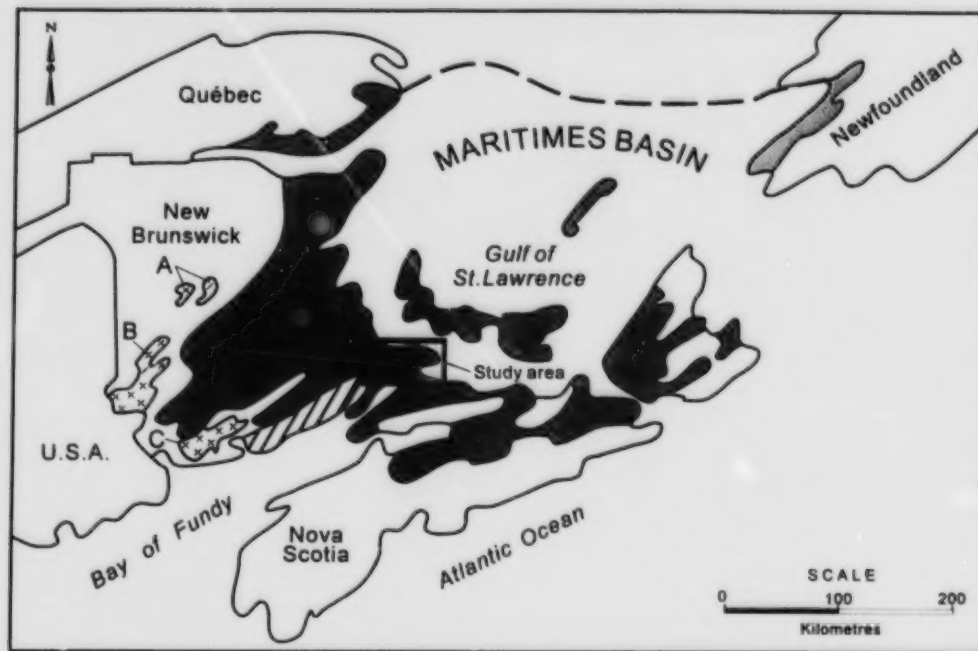 N
Québec
MARITIMES BASIN
Newfoundland
New
Brunswick
A
Gulf of
St.Lawrence
B
Study area
C
U.S.A.
Bay of Fundy
Nova
Scotia
Atlantic Ocean
SCALE
0 100 200
Kilometres